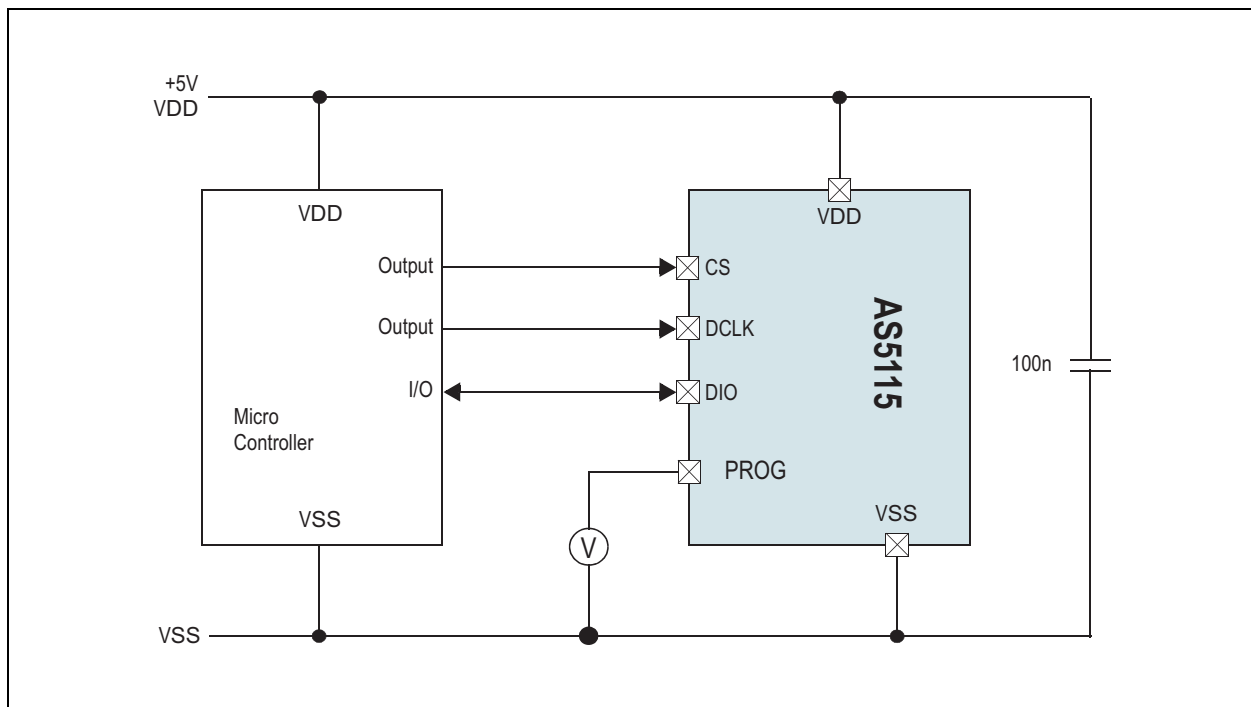 +5V
VDD
VDD
VDD
Output
CS
Output
DCLK
I/O
DIO
AS5115
100n
Micro
Controller
PROG
VSS
VSS
V
VSS